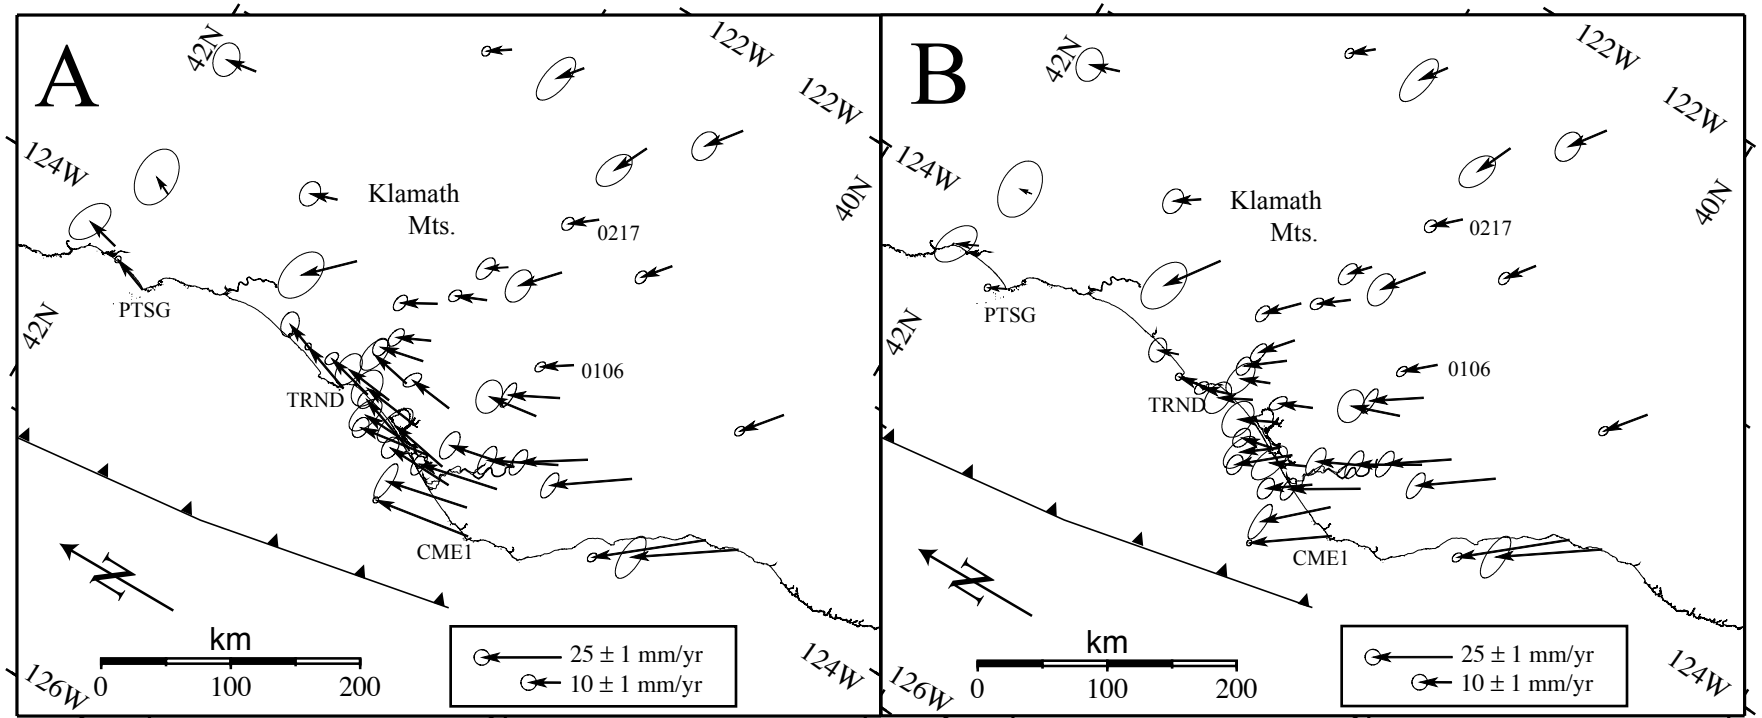 A
42N
122W
122W
124W
40N
Klamath
Mts.
0217
PTSG
42N
0106
TRND
CME1
N
km
0
100
200
25 ± 1 mm/yr
10 ± 1 mm/yr
126W
124W
B
42N
122W
122W
124W
40N
Klamath
Mts.
0217
PTSG
42N
0106
TRND
CME1
N
km
0
100
200
25 ± 1 mm/yr
10 ± 1 mm/yr
126W
124W